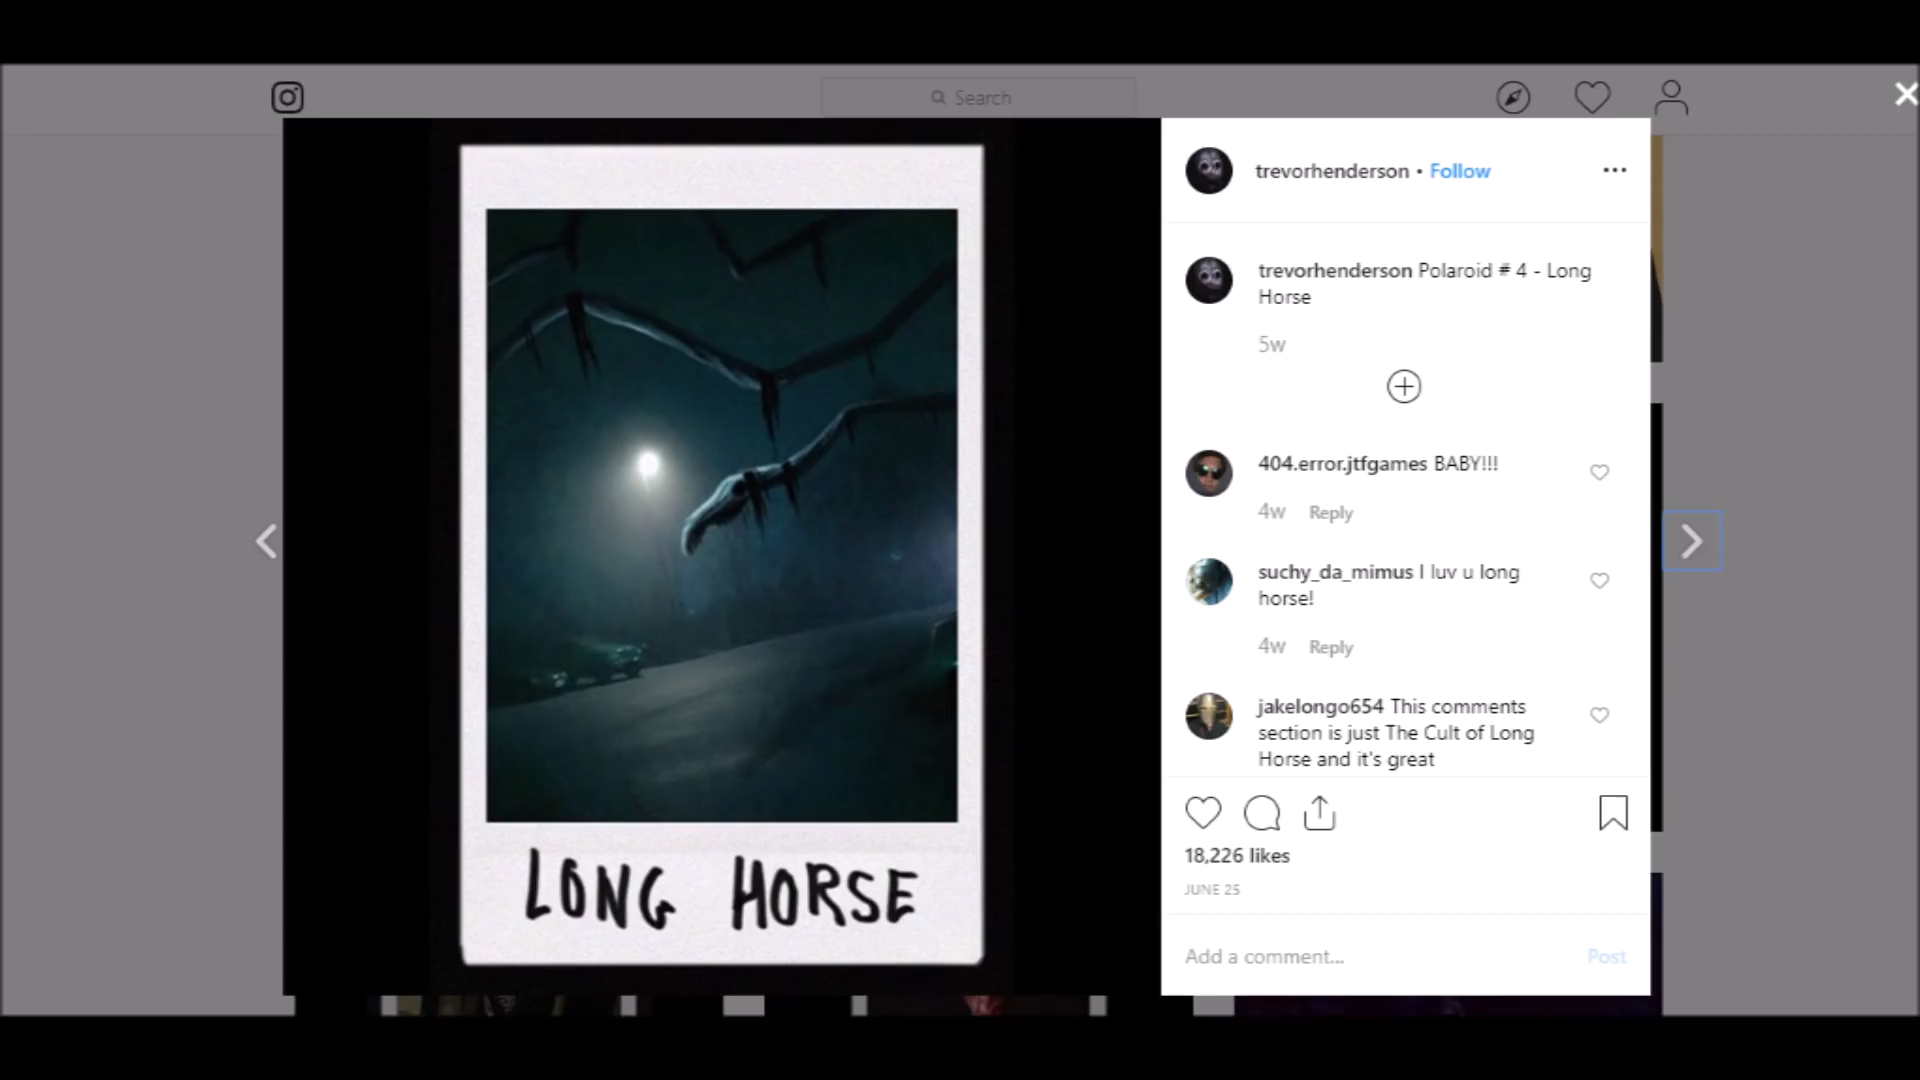 Search
LONG HORSE
trevorhenderson • Follow
trevorhenderson Polaroid # 4 - Long
Horse
5w
404.error.jtfgames BABY!!!
4w Reply
suchy_da_mimus I luv u long
horse!
4w Reply
jakelongo654 This comments
section is just The Cult of Long
Horse and it's great
18,226 likes
JUNE 25
Add a comment... Post